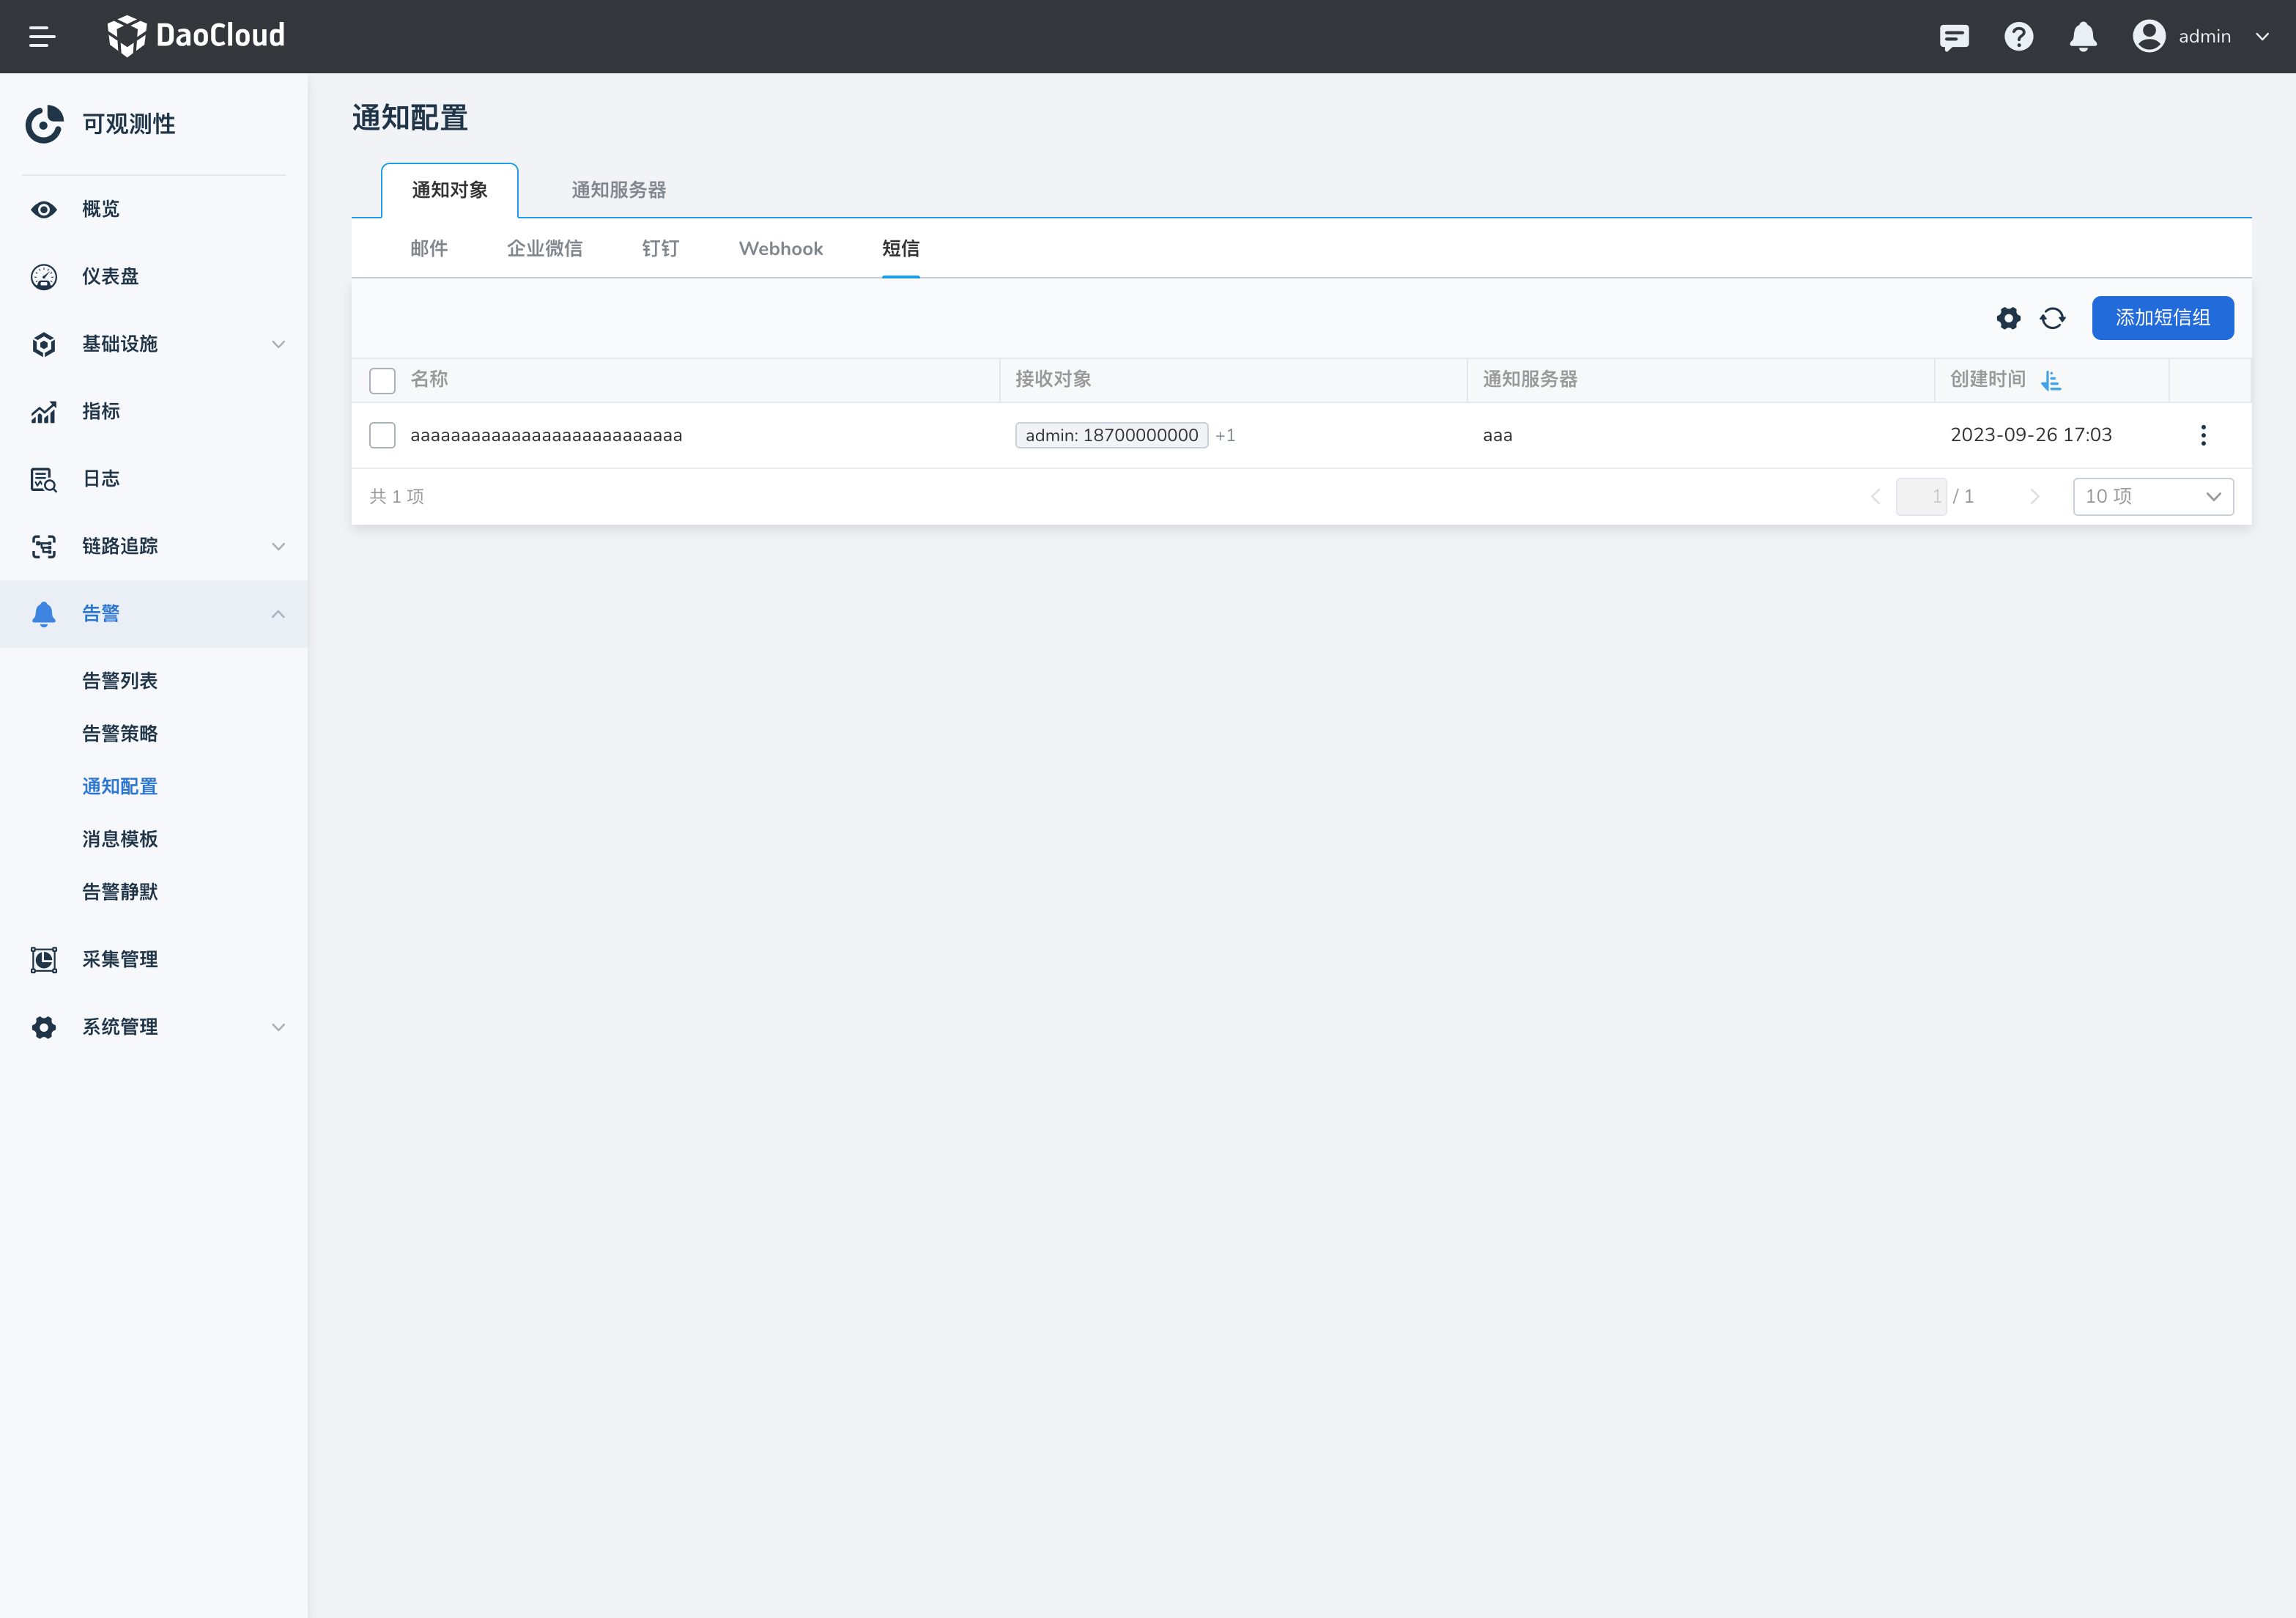 DaoCloud
admin
可观测性
概览
仪表盘
基础设施
指标
日志
链路追踪
告警
告警列表
告警策略
通知配置
消息模板
告警静默
采集管理
系统管理
通知配置
通知对象 通知服务器
邮件 企业微信 钉钉 Webhook 短信
添加短信组
名称 接收对象 通知服务器 创建时间
aaaaaaaaaaaaaaaaaaaaaaaaaaa admin: 18700000000 +1 aaa 2023-09-26 17:03
共 1 项 1 / 1 10 项